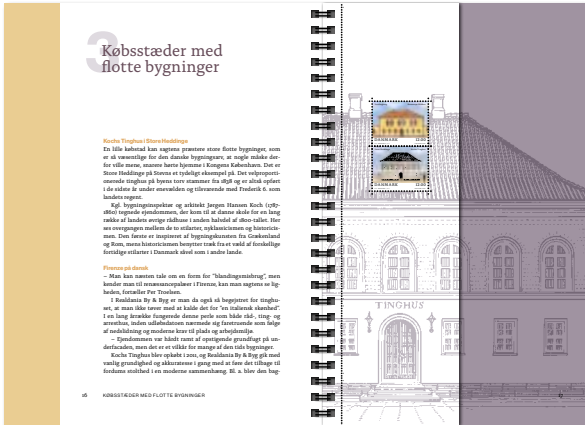 3
Købsstæder med
flotte bygninger
Kochs Tinghus i Store Heddinge
En lille købstad kan sagtens præstere store flotte bygninger, som
er så væsentlige for den danske bygningsarv, at nogle måske der-
for ville mene, snarere hørte hjemme i Kongens København. Det er
Store Heddinge på Stevns et tydeligt eksempel på. Det velproporti-
onerede tinghus på byens torv stammer fra 1838 og er altså opført
i de sidste år under enevælden og tilsvarende med Frederik 6. som
landets regent.
Kgl. bygningsinspektør og arkitekt Jørgen Hansen Koch (1787-
1860) tegnede ejendommen, der kom til at danne skole for en lang
række af landets øvrige rådhuse i anden halvdel af 1800-tallet. Her
ses overgangen mellem de to stilarter, nyklassicismen og historicis-
men. Den første er inspireret af bygningskunsten fra Grækenland
og Rom, mens historicismen benytter træk fra et væld af forskellige
fortidige stilarter i Danmark såvel som i andre lande.
Firenze på dansk
– Man kan næsten tale om en form for "blandingsmisbrug", men
kender man til renæssancepalæer i Firenze, kan man sagtens se lig-
heden, fortæller Per Troelsen.
I Realdania By & Byg er man da også så begejstret for tinghu-
set, at man ikke tøver med at kalde det for "en italiensk skønhed".
I en lang årrække fungerede denne perle som både råd-, ting- og
arresthus, inden udløbsdatoen nærmede sig faretruende som følge
af nedslidning og moderne krav til plads og arbejdsmiljø.
– Ejendommen var hårdt ramt af opstigende grundfugt på un-
derfacaden, men det er et vilkår for mange af den tids bygninger.
Kochs Tinghus blev opkøbt i 2011, og Realdania By & Byg gik med
vanlig grundighed og akkuratesse i gang med at føre det tilbage til
fordums stolthed i en moderne sammenhæng. Bl. a. blev den bag-
16 KØBSSTÆDER MED FLOTTE BYGNINGER
DANMARK 12.00
DANMARK 12.00
TINGHUS
17